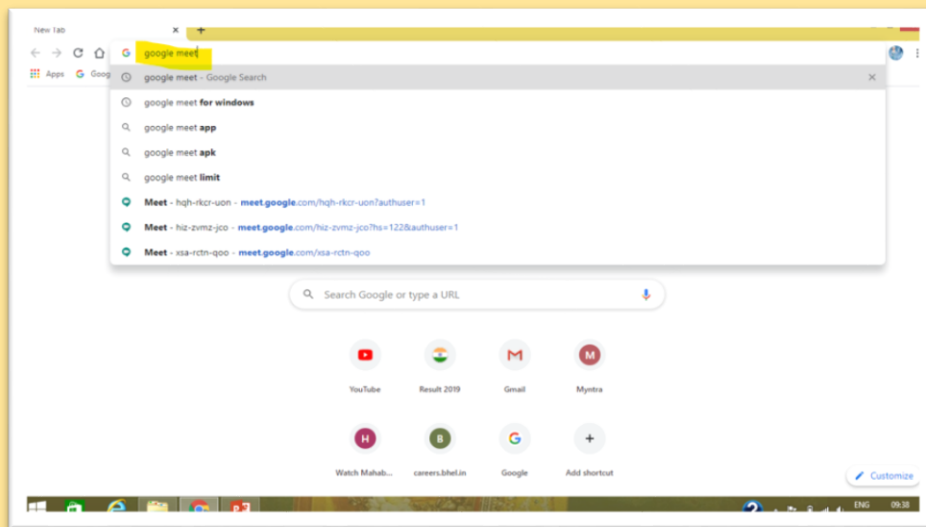 New Tab
google meet
Apps Goog
google meet - Google Search
google meet for windows
google meet app
google meet apk
google meet limit
Meet - hqh-rkcr-uon - meet.google.com/hqh-rkcr-uon?authuser=1
Meet - hiz-zvmz-jco - meet.google.com/hiz-zvmz-jco?hs=122&authuser=1
Meet - xsa-rctn-qoo - meet.google.com/xsa-rctn-qoo
Search Google or type a URL
M
YouTube Result 2019 Gmail Myntra
H B
Watch Mahab... careers.bhel.in Google Add shortcut
Customize
ENG 09:38